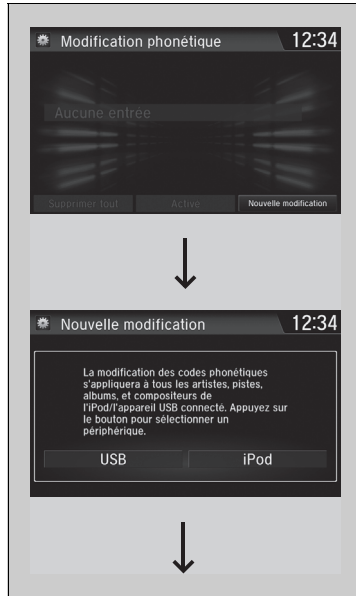 Modification phonétique 12:34
Aucune entrée
Supprimer tout Active Nouvelle modification
Nouvelle modification 12:34
La modification des codes phonétiques
s'appliquera à tous les artistes, pistes,
albums, et compositeurs de
l'iPod/l'appareil USB connecté. Appuyez sur
le bouton pour sélectionner un
périphérique.
USB iPod